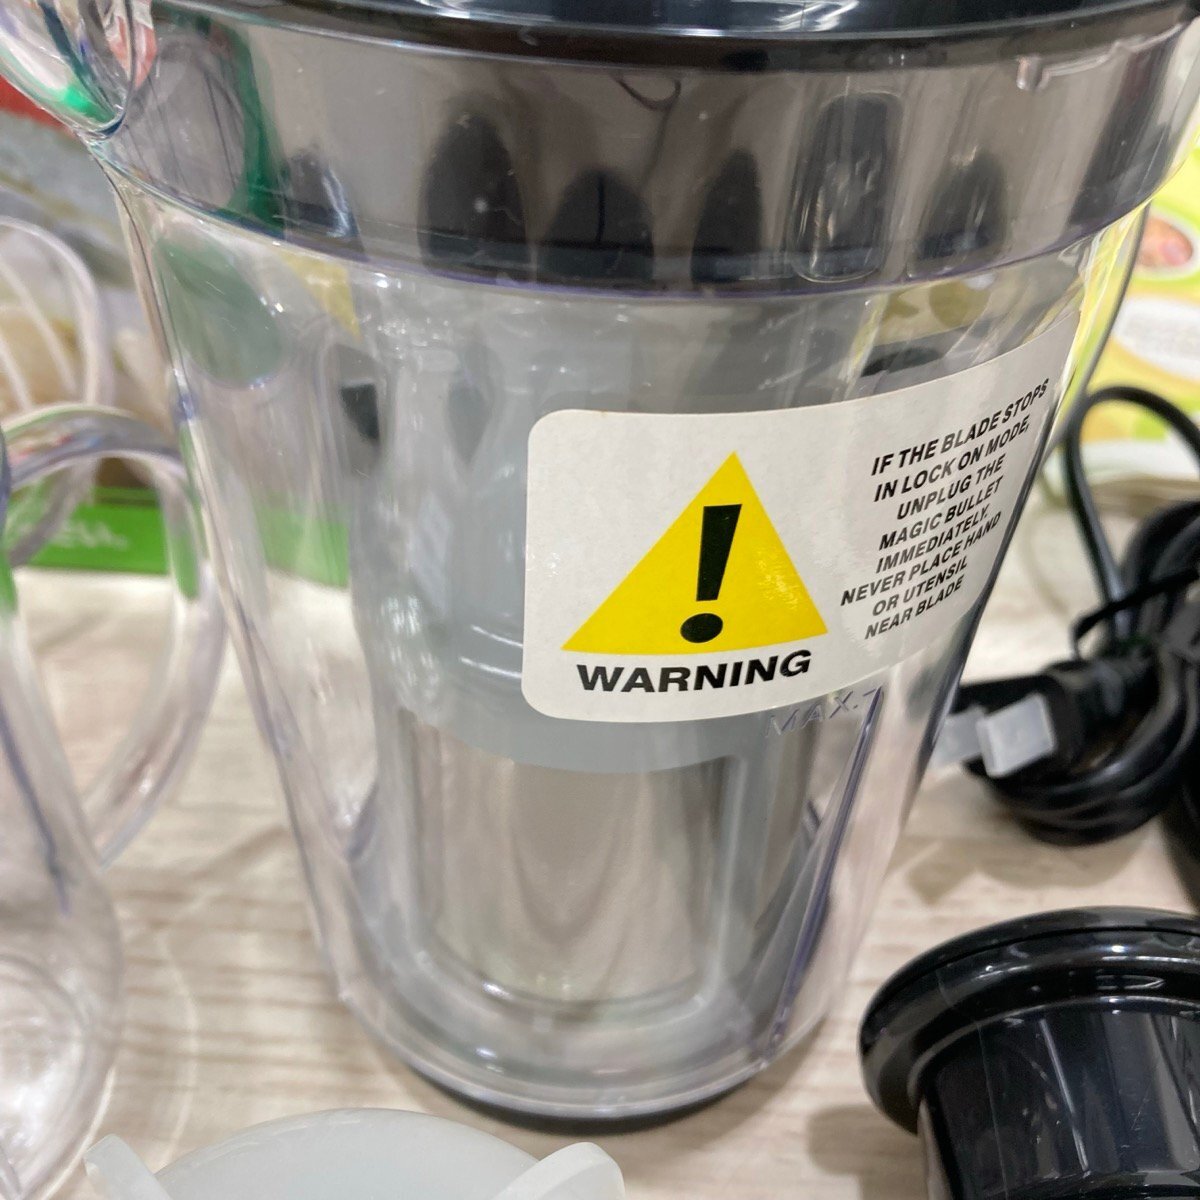 IF THE BLADE STOPS
IN LOCK ON MODE,
UNPLUG THE
MAGIC BULLET
IMMEDIATELY.
NEVER PLACE HAND
OR UTENSIL
NEAR BLADE
!
WARNING
MAX.-